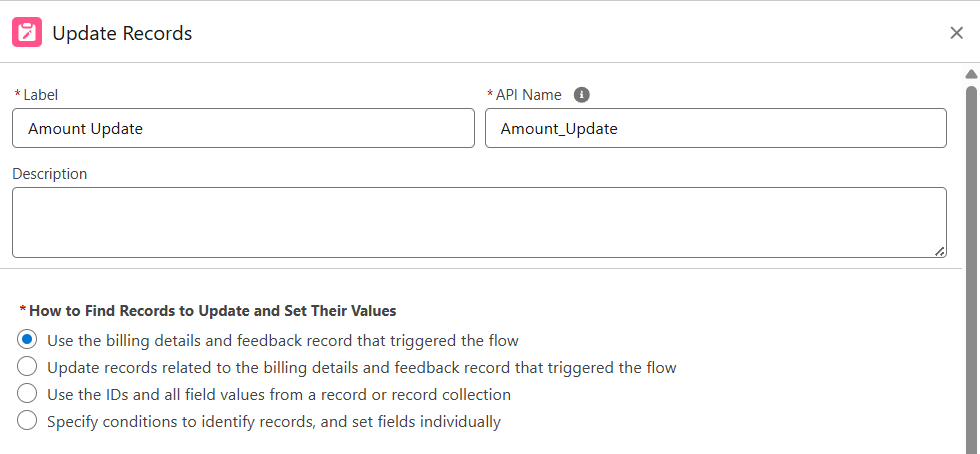 Update Records
* Label
* API Name
Amount Update
Amount_Update
Description
* How to Find Records to Update and Set Their Values
Use the billing details and feedback record that triggered the flow
Update records related to the billing details and feedback record that triggered the flow
Use the IDs and all field values from a record or record collection
Specify conditions to identify records, and set fields individually